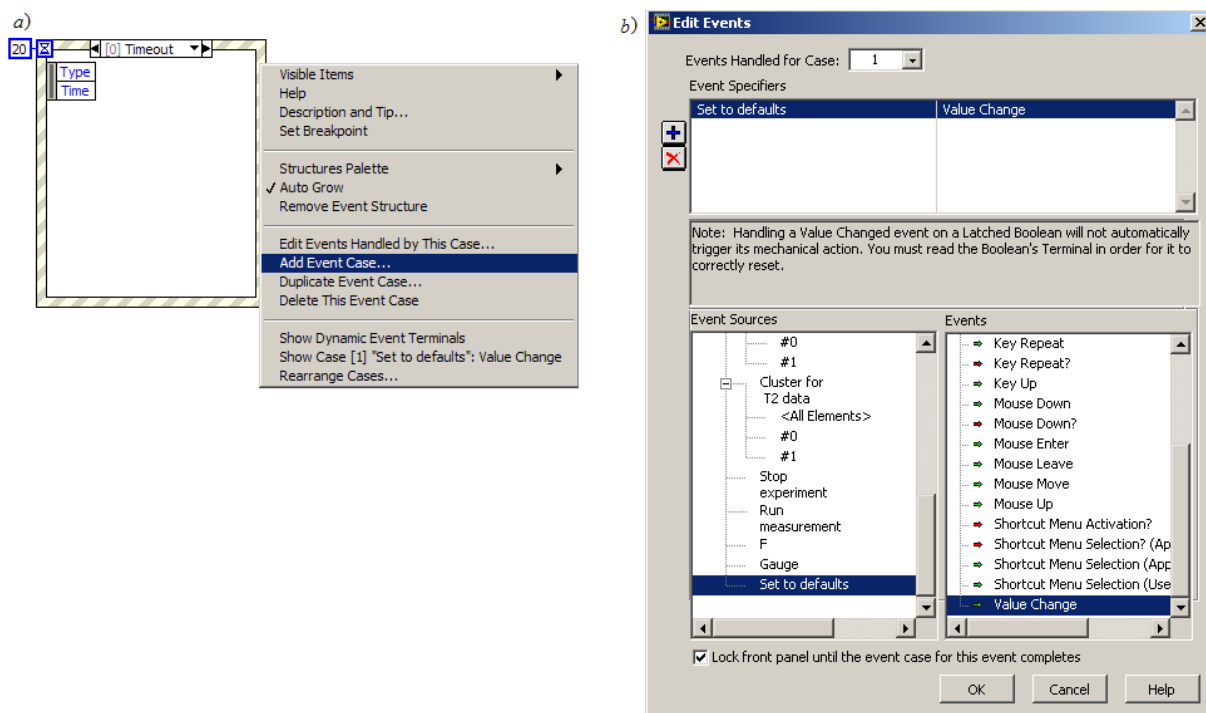 a)
20
[0] Timeout
Type
Time
Visible Items
Help
Description and Tip...
Set Breakpoint
Structures Palette
Auto Grow
Remove Event Structure
Edit Events Handled by This Case...
Add Event Case...
Duplicate Event Case...
Delete This Event Case
Show Dynamic Event Terminals
Show Case [1] "Set to defaults": Value Change
Rearrange Cases...
b)
Edit Events
Events Handled for Case: 1
Event Specifiers
Set to defaults Value Change
Note: Handling a Value Changed event on a Latched Boolean will not automatically
trigger its mechanical action. You must read the Boolean's Terminal in order for it to
correctly reset.
Event Sources
#0
#1
Cluster for
T2 data
<All Elements>
#0
#1
Stop
experiment
Run
measurement
F
Gauge
Set to defaults
Events
Key Repeat
Key Repeat?
Key Up
Mouse Down
Mouse Down?
Mouse Enter
Mouse Leave
Mouse Move
Mouse Up
Shortcut Menu Activation?
Shortcut Menu Selection? (Ap
Shortcut Menu Selection (App
Shortcut Menu Selection (Use
Value Change
Lock front panel until the event case for this event completes
OK Cancel Help